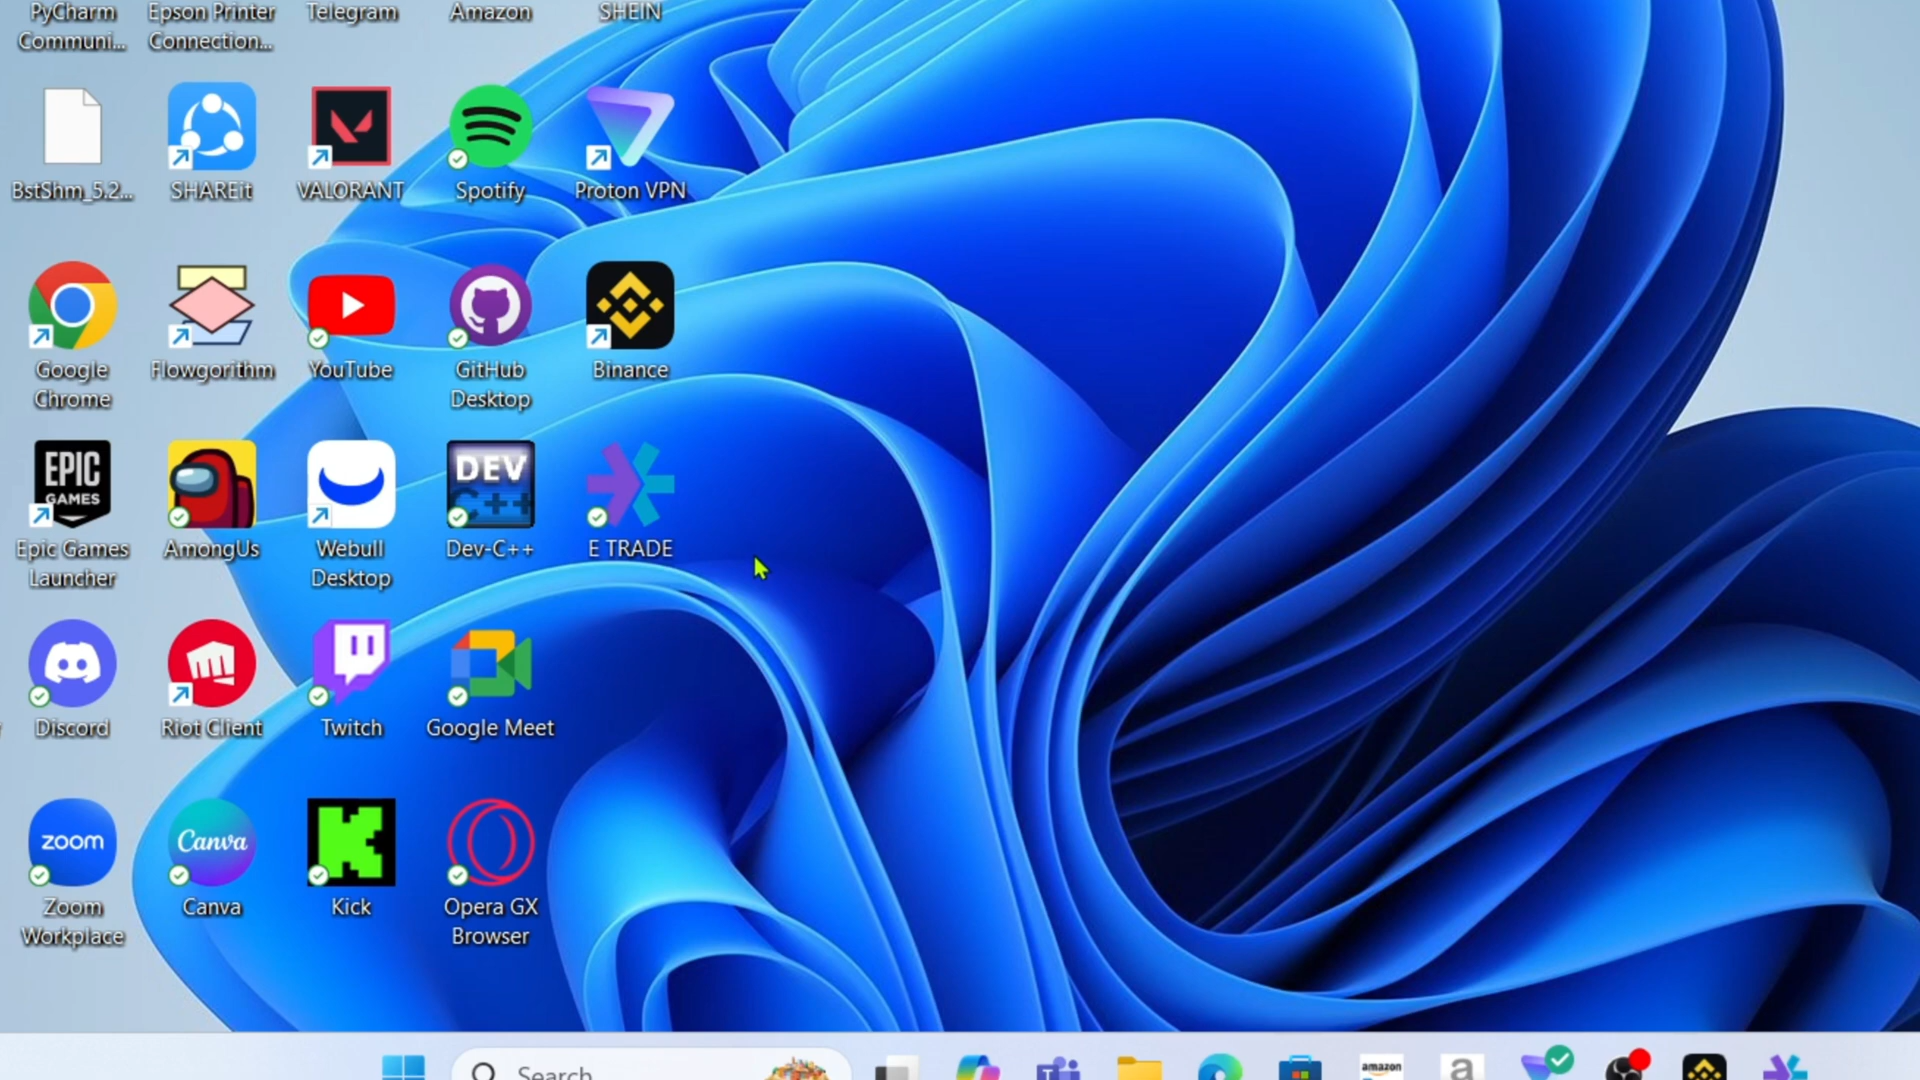 PyCharm
Communi...
Epson Printer
Connection...
Telegram
Amazon
SHEIN
BstShm_5.2...
SHAREit
VALORANT
Spotify
Proton VPN
Google
Chrome
Flowgorithm
YouTube
GitHub
Desktop
Binance
EPIC
GAMES
Epic Games
Launcher
AmongUs
Webull
Desktop
DEV
C++
Dev-C++
E TRADE
Discord
Riot Client
Twitch
Google Meet
zoom
Zoom
Workplace
Canva
Canva
Kick
Opera GX
Browser
Search
amazon
a